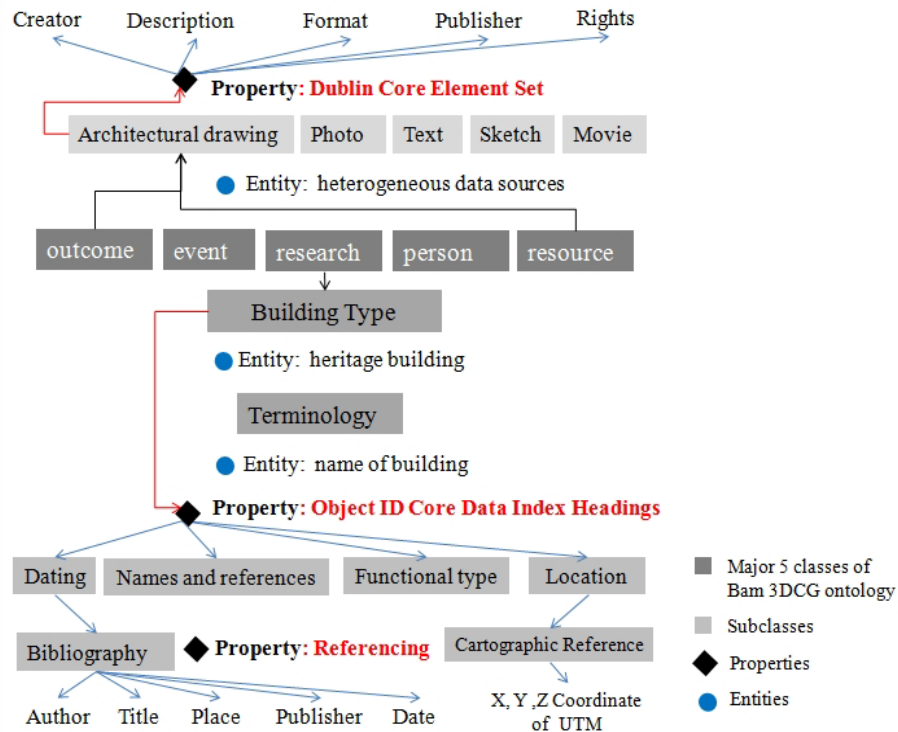 Creator Description Format Publisher Rights
Property: Dublin Core Element Set
Architectural drawing Photo Text Sketch Movie
Entity: heterogeneous data sources
outcome event research person resource
Building Type
Entity: heritage building
Terminology
Entity: name of building
Property: Object ID Core Data Index Headings
Dating Names and references Functional type Location
Bibliography
Property: Referencing
Cartographic Reference
Author Title Place Publisher Date
X, Y ,Z Coordinate
of UTM
Major 5 classes of
Bam 3DCG ontology
Subclasses
Properties
Entities